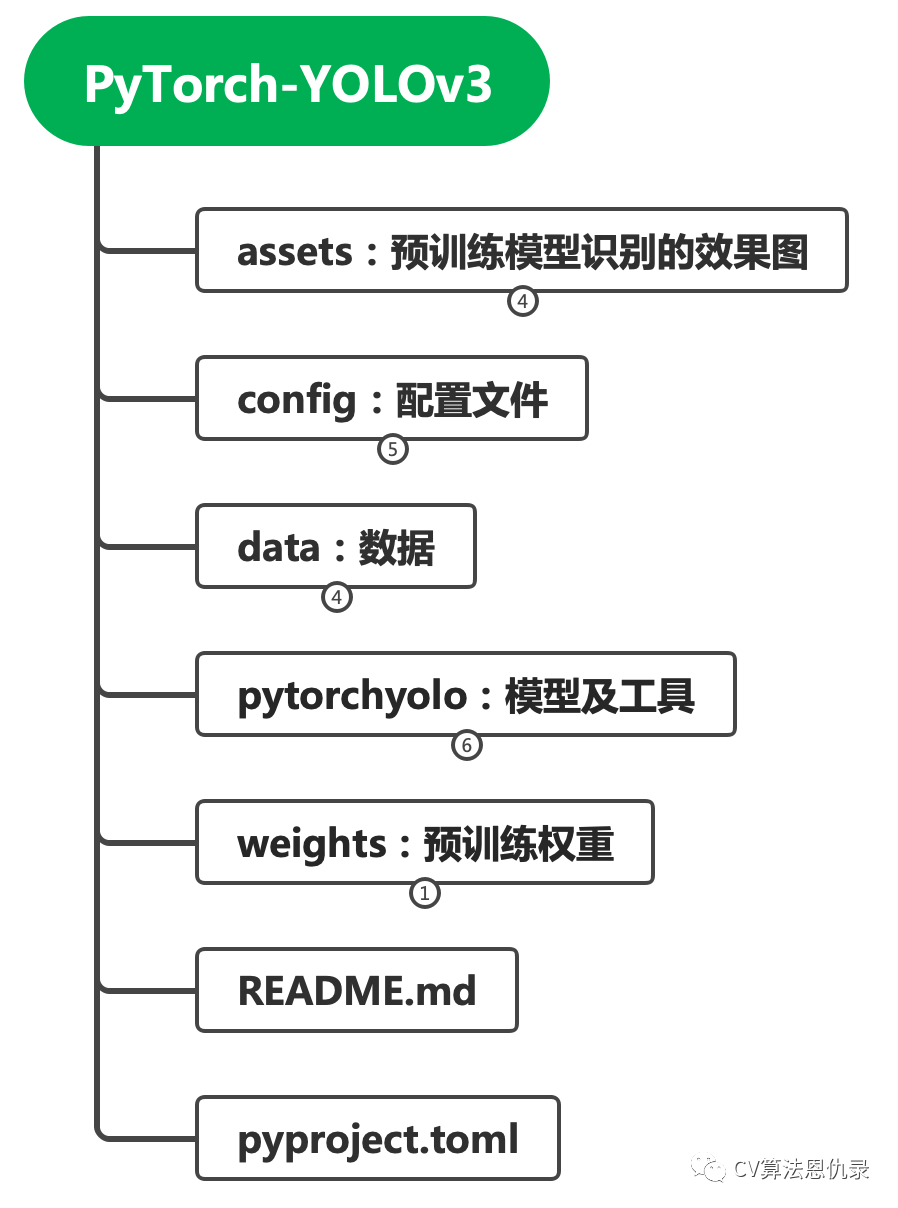 PyTorch-YOLOv3
assets：预训练模型识别的效果图
4
config：配置文件
5
data：数据
4
pytorchyolo：模型及工具
6
weights：预训练权重
1
README.md
pyproject.toml
CV算法恩仇录